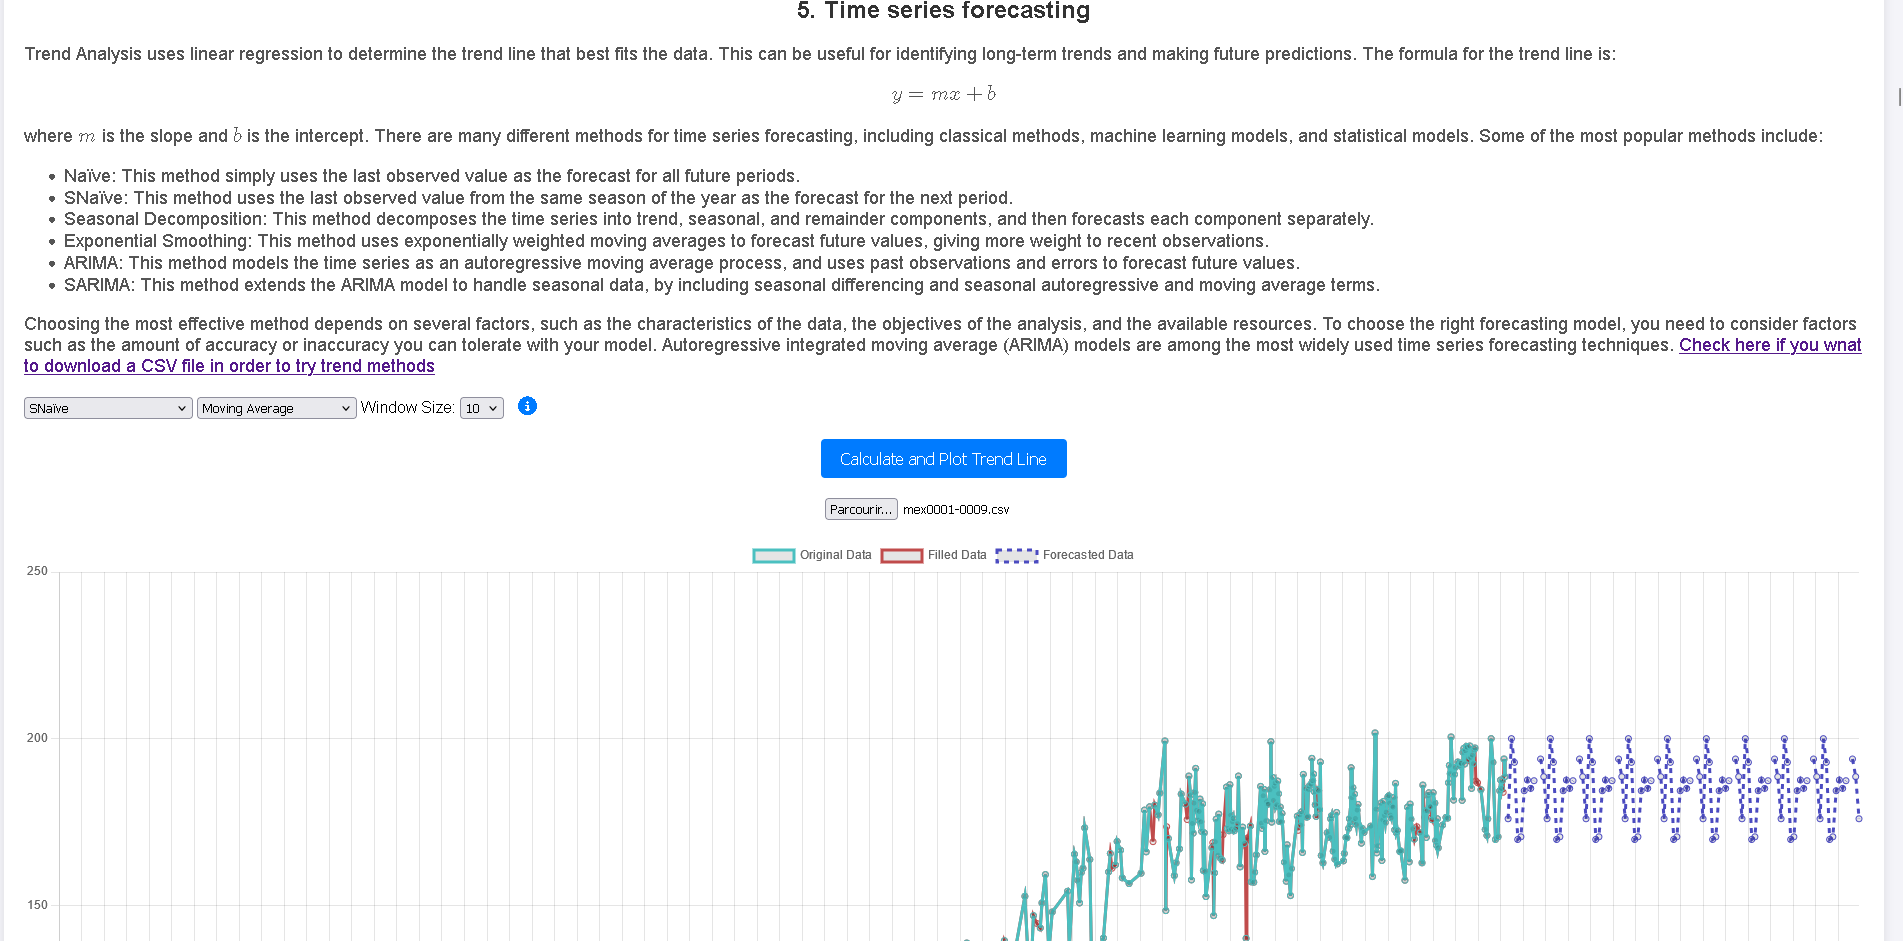 5. Time series forecasting
Trend Analysis uses linear regression to determine the trend line that best fits the data. This can be useful for identifying long-term trends and making future predictions. The formula for the trend line is:
y = mx + b
where m is the slope and b is the intercept. There are many different methods for time series forecasting, including classical methods, machine learning models, and statistical models. Some of the most popular methods include:
• Naïve: This method simply uses the last observed value as the forecast for all future periods.
• SNaïve: This method uses the last observed value from the same season of the year as the forecast for the next period.
• Seasonal Decomposition: This method decomposes the time series into trend, seasonal, and remainder components, and then forecasts each component separately.
• Exponential Smoothing: This method uses exponentially weighted moving averages to forecast future values, giving more weight to recent observations.
• ARIMA: This method models the time series as an autoregressive moving average process, and uses past observations and errors to forecast future values.
• SARIMA: This method extends the ARIMA model to handle seasonal data, by including seasonal differencing and seasonal autoregressive and moving average terms.
Choosing the most effective method depends on several factors, such as the characteristics of the data, the objectives of the analysis, and the available resources. To choose the right forecasting model, you need to consider factors
such as the amount of accuracy or inaccuracy you can tolerate with your model. Autoregressive integrated moving average (ARIMA) models are among the most widely used time series forecasting techniques. Check here if you wnat
to download a CSV file in order to try trend methods
SNaïve Moving Average Window Size: 10 i
Calculate and Plot Trend Line
Parcourir... mex0001-0009.csv
Original Data Filled Data Forecasted Data
250
200
150